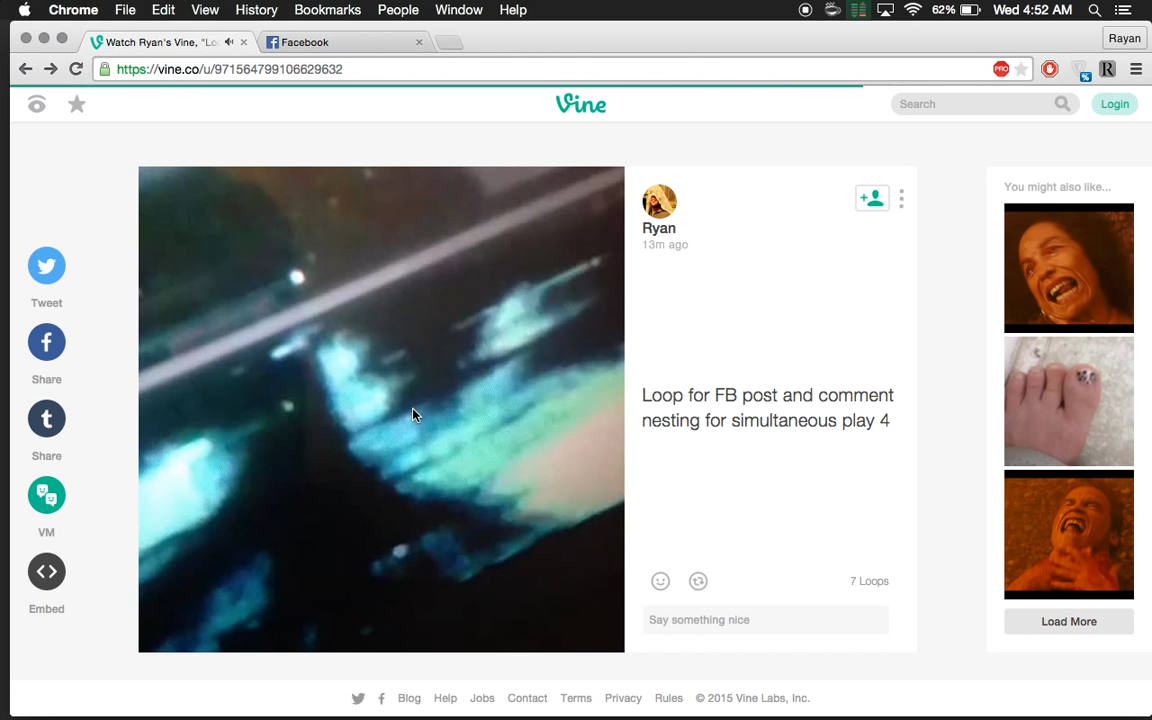 Chrome File Edit View History Bookmarks People Window Help 62% Wed 4:52 AM
Watch Ryan's Vine, "Lo Facebook Rayan
https://vine.co/u/971564799106629632 PRO % R
Vine Search Login
Tweet
Share
Share
VM
Embed
Ryan
13m ago
Loop for FB post and comment
nesting for simultaneous play 4
7 Loops
Say something nice
You might also like...
Load More
Blog Help Jobs Contact Terms Privacy Rules © 2015 Vine Labs, Inc.